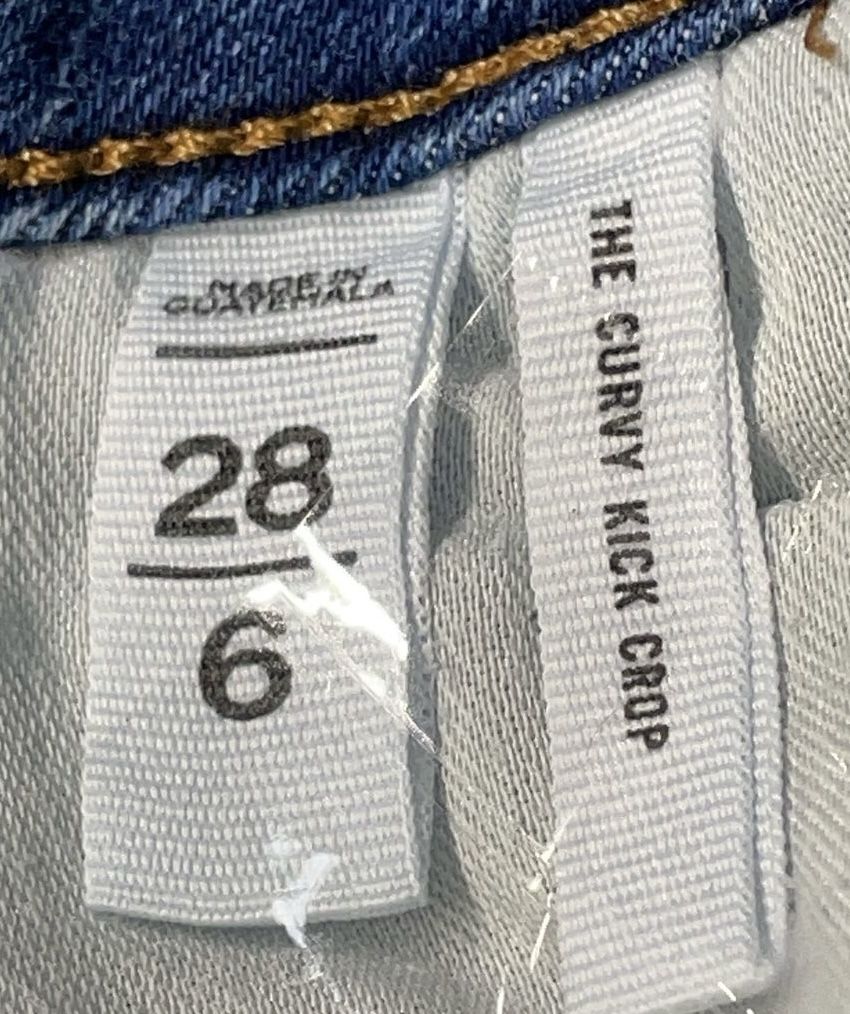 MADE IN
GUATEMALA
28
6
THE CURVY KICK CROP